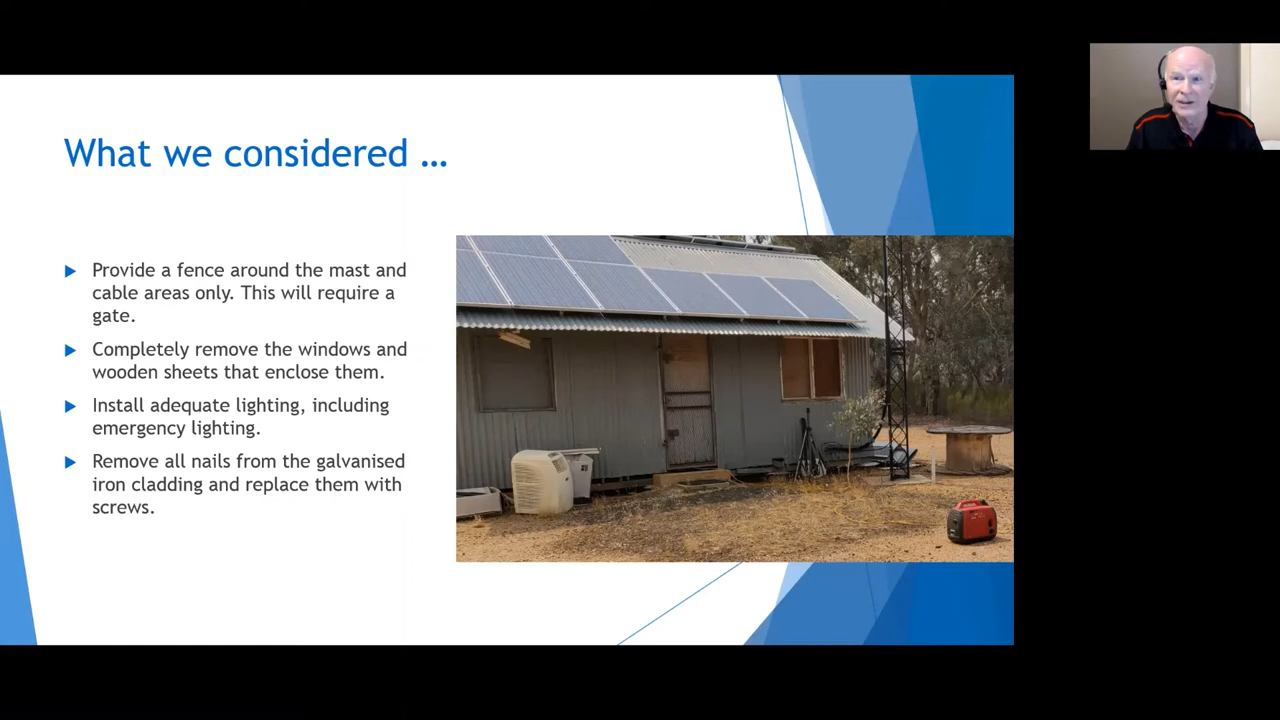 What we considered …
Provide a fence around the mast and
cable areas only. This will require a
gate.
Completely remove the windows and
wooden sheets that enclose them.
Install adequate lighting, including
emergency lighting.
Remove all nails from the galvanised
iron cladding and replace them with
screws.